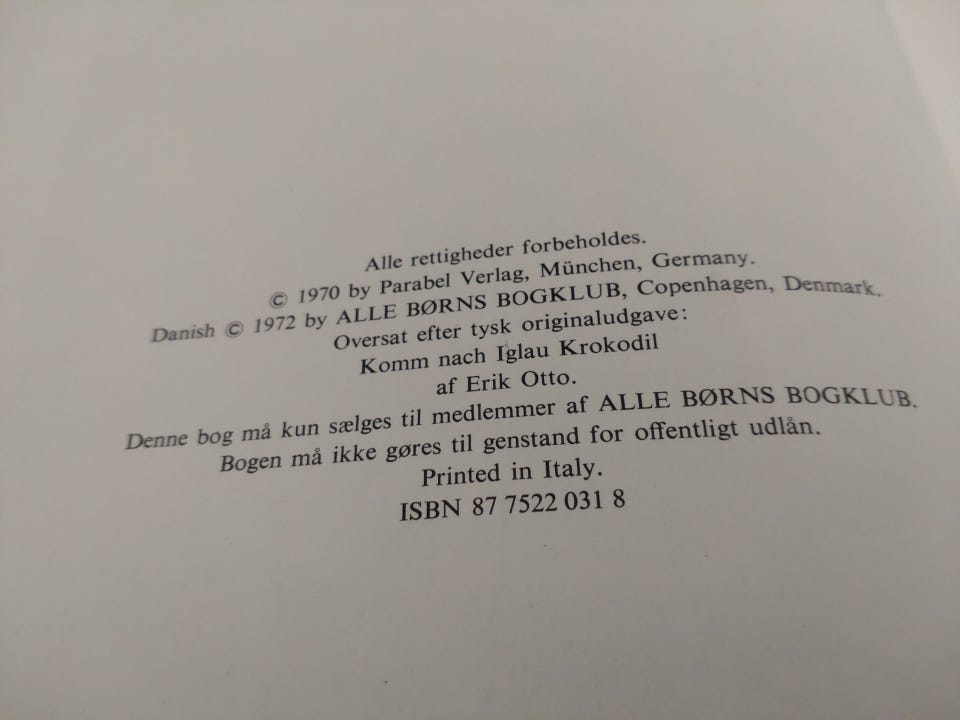 Alle rettigheder forbeholdes.
© 1970 by Parabel Verlag, München, Germany.
Danish © 1972 by ALLE BØRNS BOGKLUB, Copenhagen, Denmark.
Oversat efter tysk originaludgave:
Komm nach Iglau Krokodil
af Erik Otto.
Denne bog må kun sælges til medlemmer af ALLE BØRNS BOGKLUB.
Bogen må ikke gøres til genstand for offentligt udlån.
Printed in Italy.
ISBN 87 7522 031 8